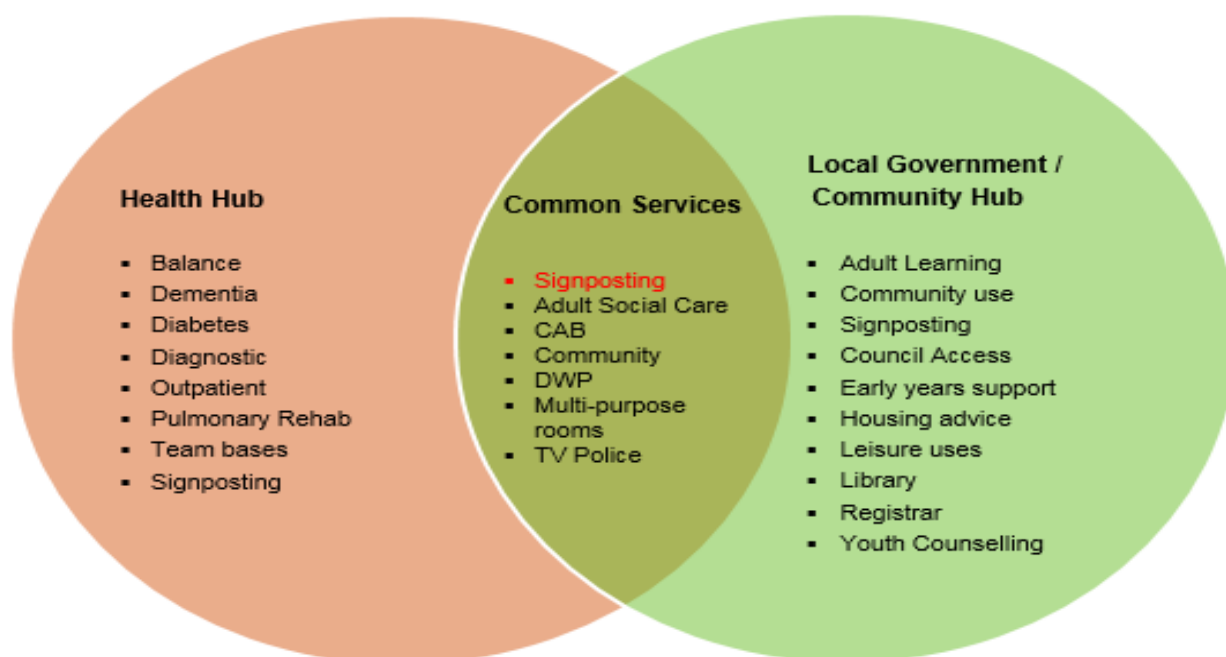 Health Hub
▪ Balance
▪ Dementia
▪ Diabetes
▪ Diagnostic
▪ Outpatient
▪ Pulmonary Rehab
▪ Team bases
▪ Signposting
Common Services
▪ Signposting
▪ Adult Social Care
▪ CAB
▪ Community
▪ DWP
▪ Multi-purpose
rooms
▪ TV Police
Local Government /
Community Hub
▪ Adult Learning
▪ Community use
▪ Signposting
▪ Council Access
▪ Early years support
▪ Housing advice
▪ Leisure uses
▪ Library
▪ Registrar
▪ Youth Counselling